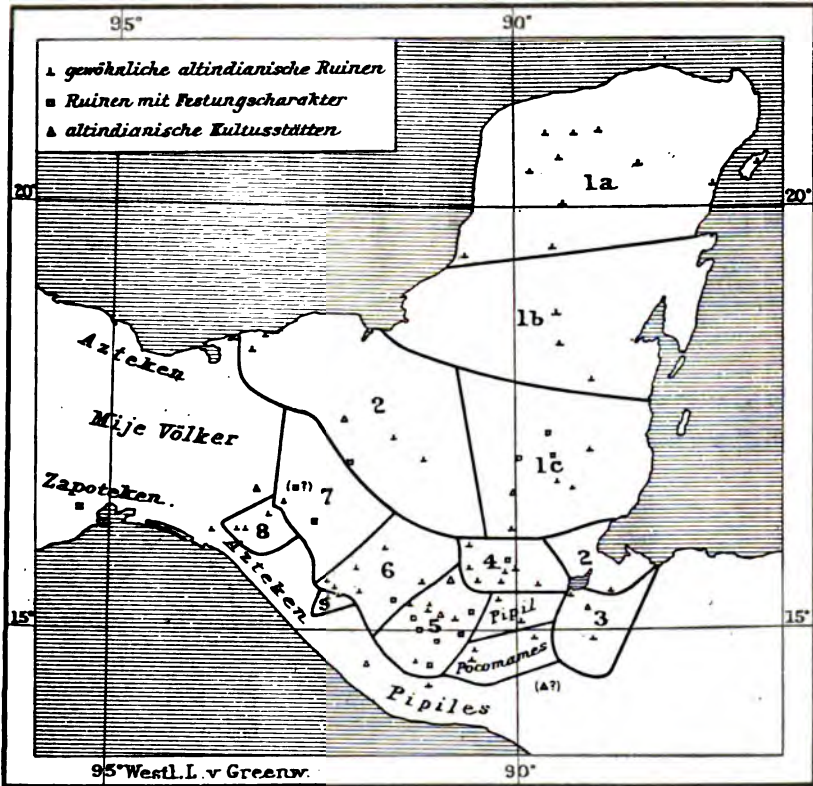 95° 90°
gewöhnliche altindianische Ruinen
Ruinen mit Festungscharakter
altindianische Kultusstätten
1a
20° 20°
1b
Azteken
2
Mije Völker
1c
(?)
Zapoteken.
7
8
Azteken
6
4
2
9
5
Pipil
3
15° 15°
Pocomames
(?)
Pipiles
95° Westl. L. v Greenw. 90°